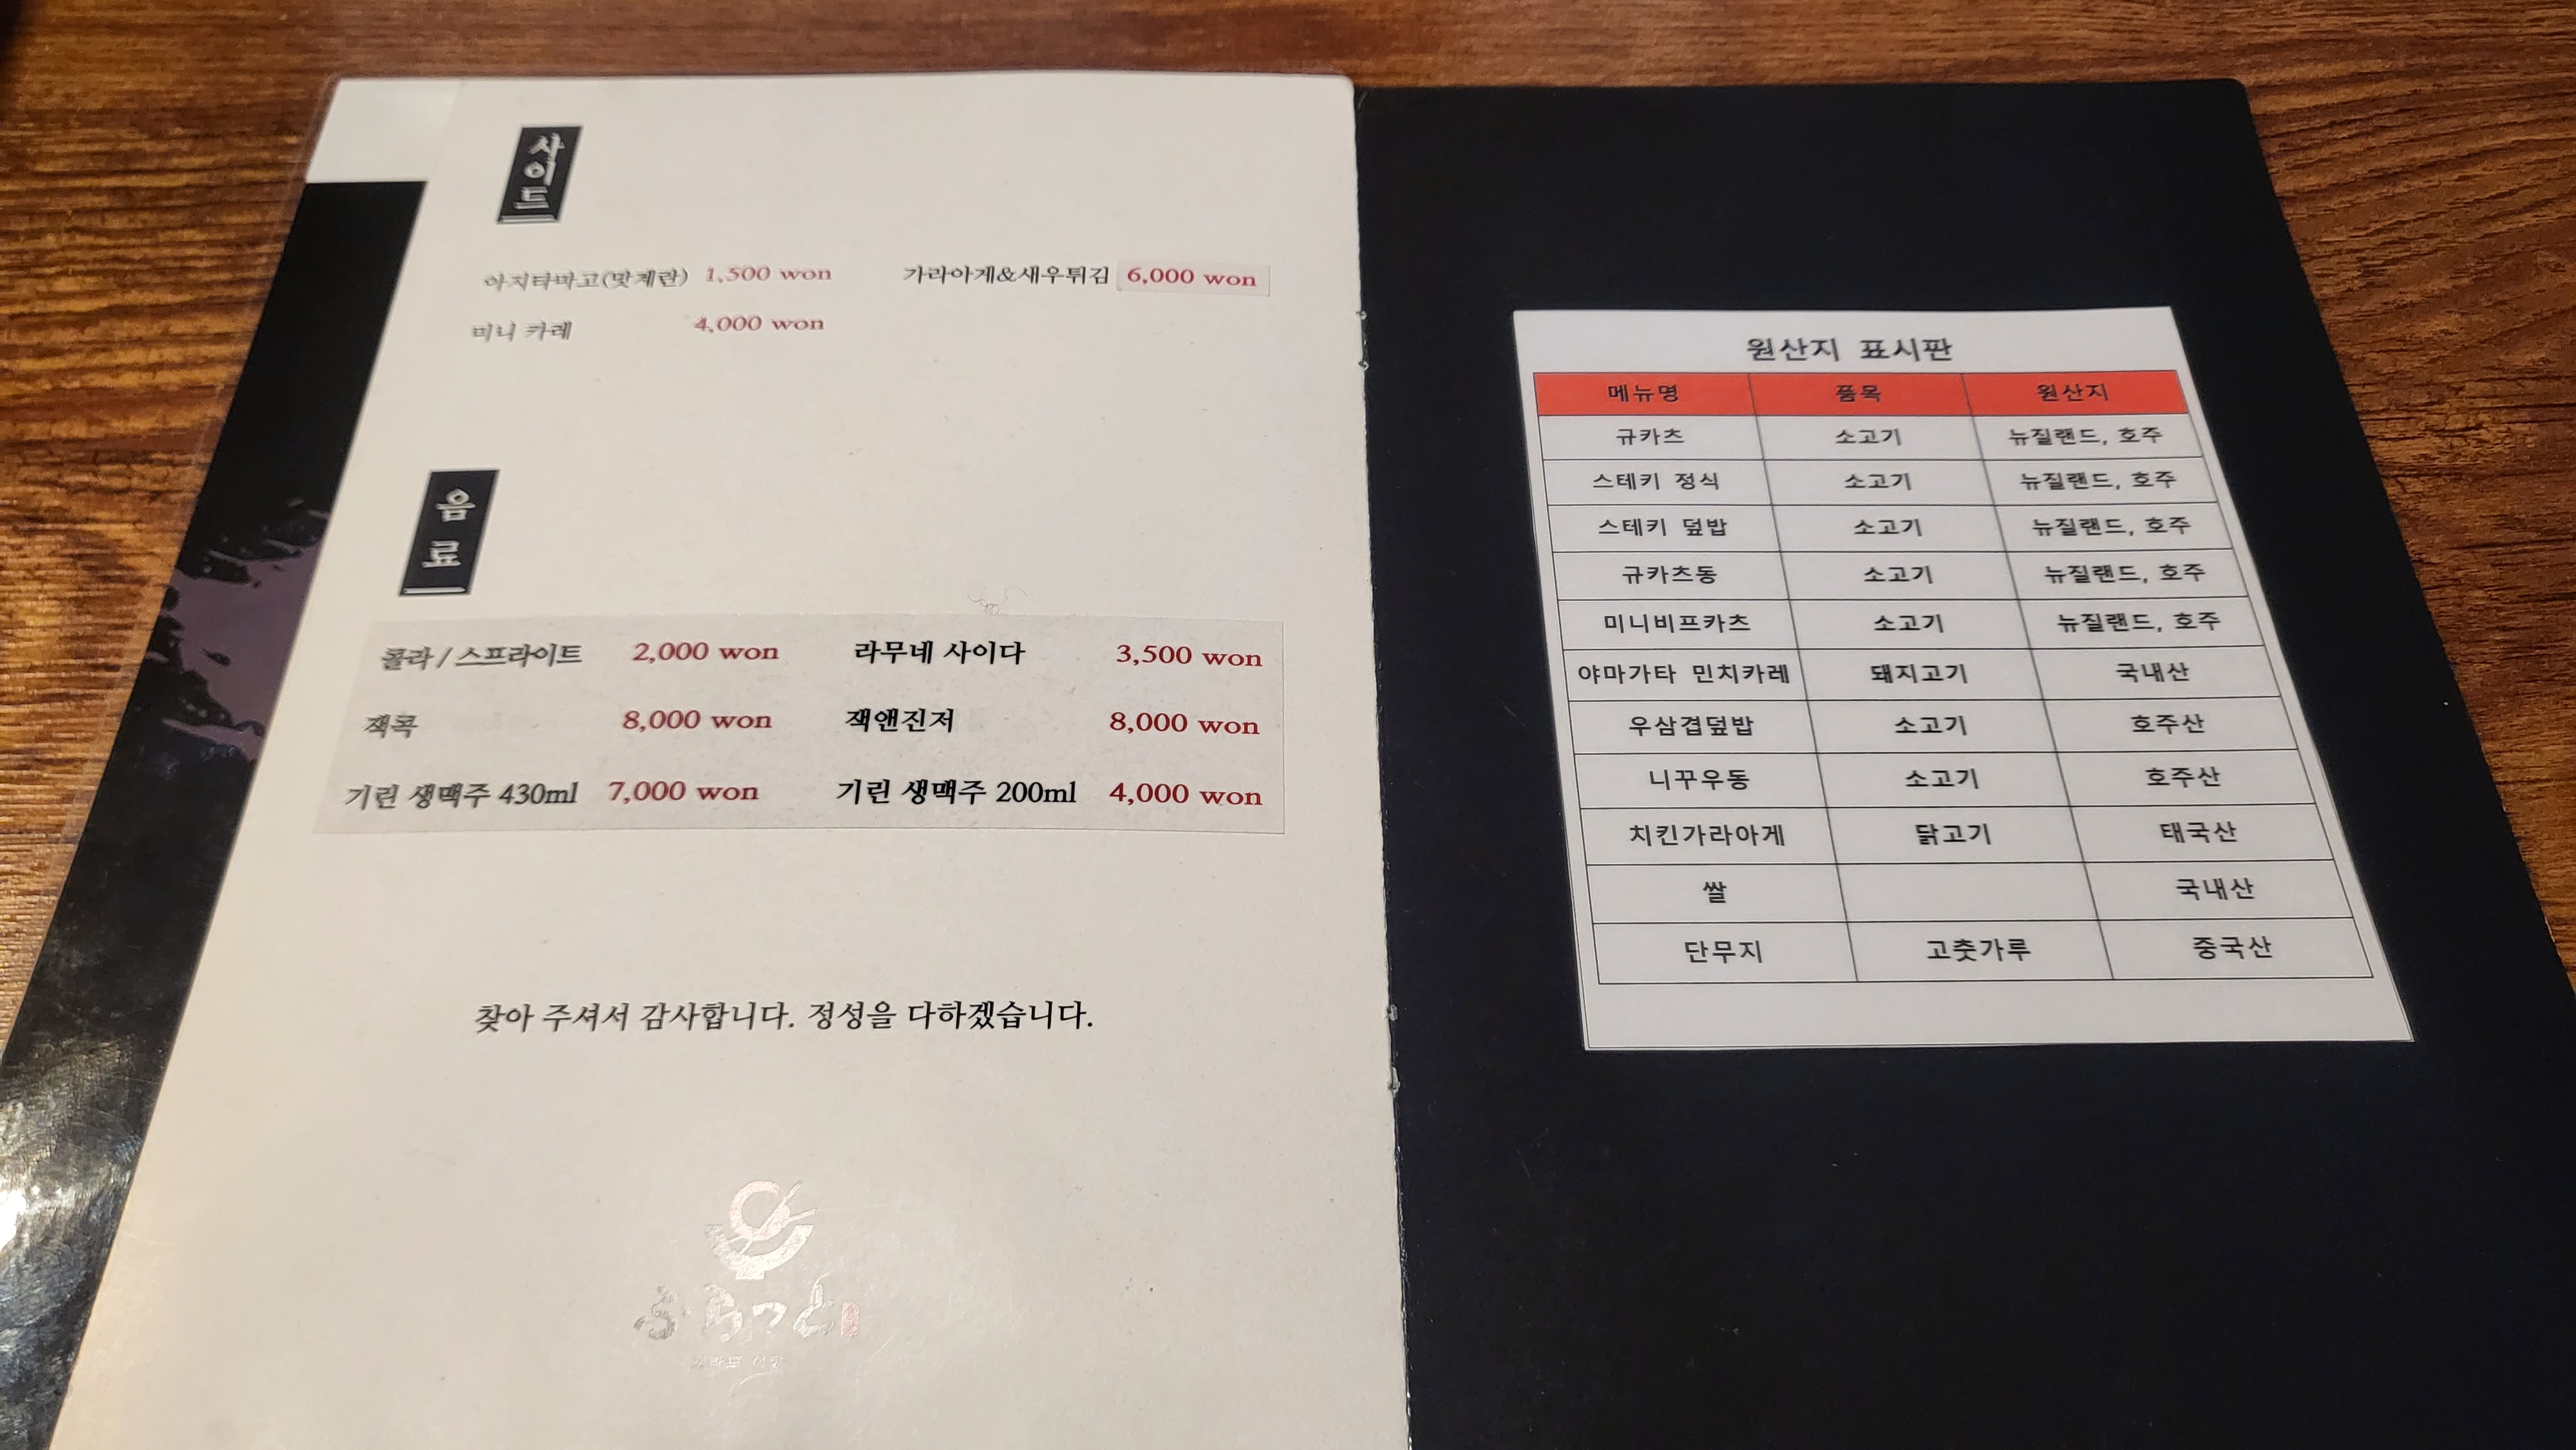 사이드
아지타마고(맛계란) 1,500 won 가라아게&새우튀김 6,000 won
미니 카레 4,000 won
음료
콜라 / 스프라이트 2,000 won 라무네 사이다 3,500 won
잭콕 8,000 won 잭앤진저 8,000 won
기린 생맥주 430ml 7,000 won 기린 생맥주 200ml 4,000 won
찾아 주셔서 감사합니다. 정성을 다하겠습니다.
원산지 표시판
메뉴명 품목 원산지
규카츠 소고기 뉴질랜드, 호주
스테키 정식 소고기 뉴질랜드, 호주
스테키 덮밥 소고기 뉴질랜드, 호주
규카츠동 소고기 뉴질랜드, 호주
미니비프카츠 소고기 뉴질랜드, 호주
야마가타 민치카레 돼지고기 국내산
우삼겹덮밥 소고기 호주산
니꾸우동 소고기 호주산
치킨가라아게 닭고기 태국산
쌀 국내산
단무지 고춧가루 중국산